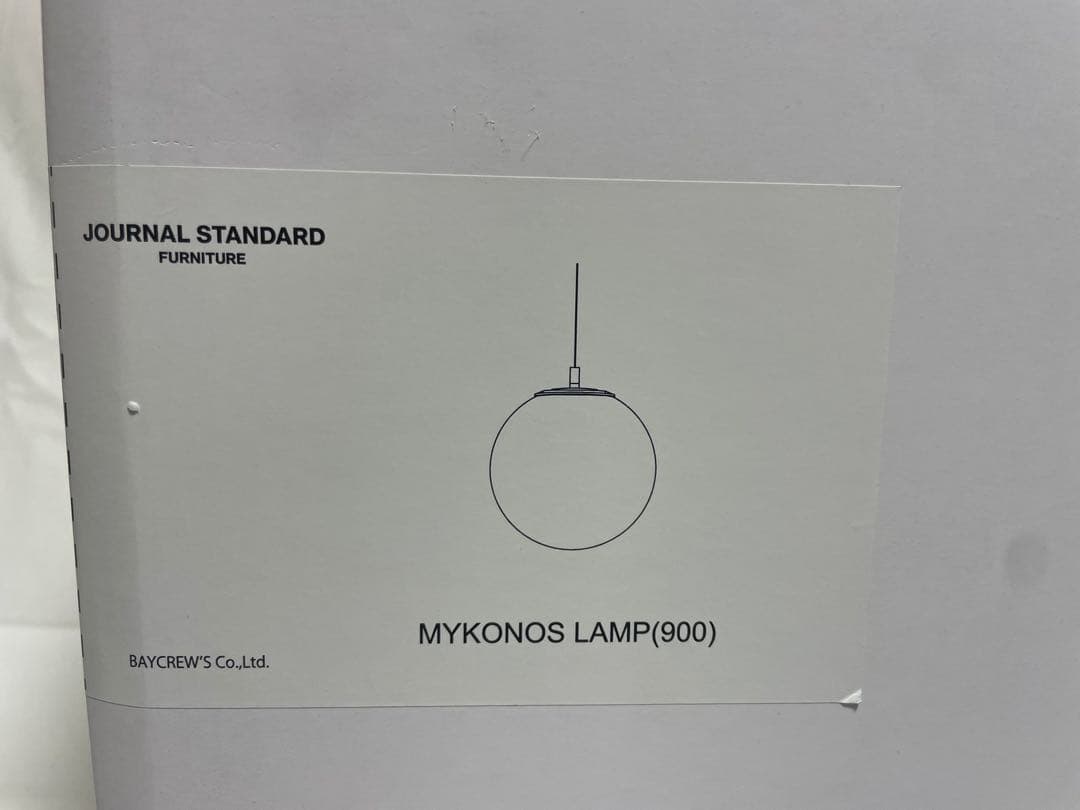 JOURNAL STANDARD
FURNITURE
MYKONOS LAMP(900)
BAYCREW'S Co.,Ltd.